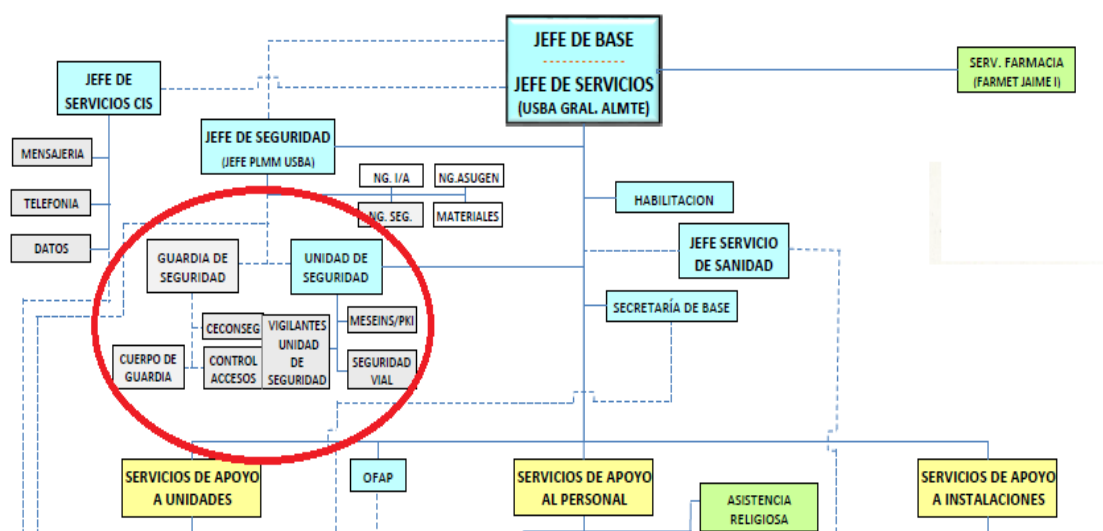 JEFE DE BASE
JEFE DE SERVICIOS
(USBA GRAL. ALMTE)
SERV. FARMACIA
(FARMET JAIME I)
JEFE DE
SERVICIOS CIS
MENSAJERIA
TELEFONIA
DATOS
JEFE DE SEGURIDAD
(JEFE PLMM USBA)
NG. I/A
NG.ASUGEN
NG. SEG.
MATERIALES
HABILITACION
JEFE SERVICIO
DE SANIDAD
SECRETARÍA DE BASE
GUARDIA DE
SEGURIDAD
UNIDAD DE
SEGURIDAD
CECONSEG
CUERPO DE
GUARDIA
CONTROL
ACCESOS
VIGILANTES
UNIDAD
DE
SEGURIDAD
MESEINS/PKI
SEGURIDAD
VIAL
SERVICIOS DE APOYO
A UNIDADES
OFAP
SERVICIOS DE APOYO
AL PERSONAL
ASISTENCIA
RELIGIOSA
SERVICIOS DE APOYO
A INSTALACIONES